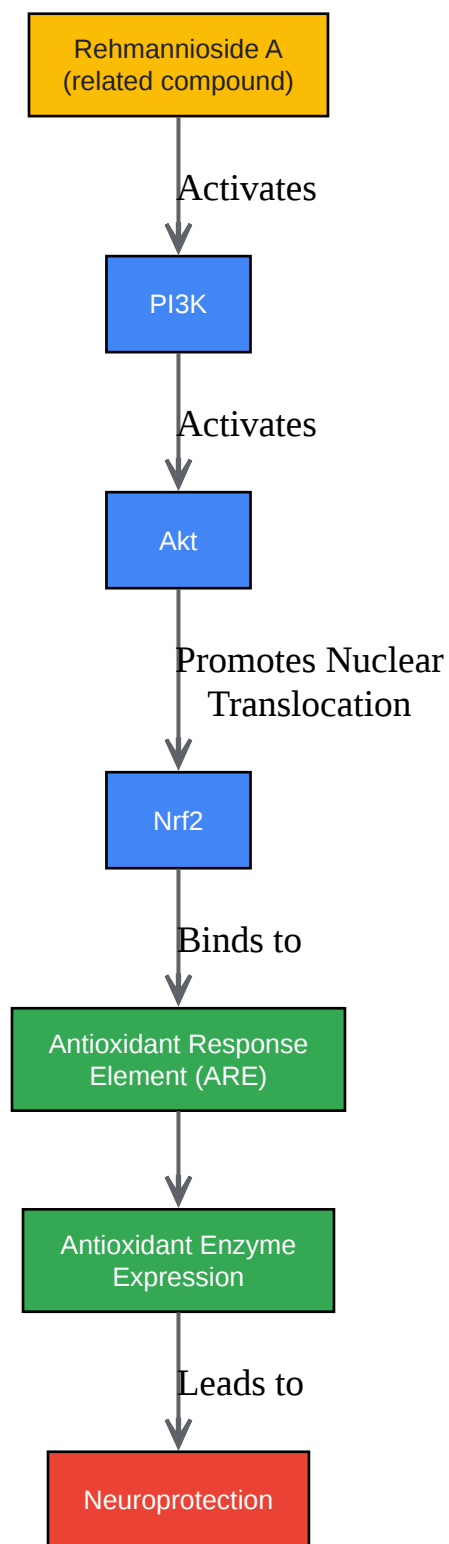 Rehmannioside A
(related compound)
Activates
PI3K
Activates
Akt
Promotes Nuclear
Translocation
Nrf2
Binds to
Antioxidant Response
Element (ARE)
Antioxidant Enzyme
Expression
Leads to
Neuroprotection